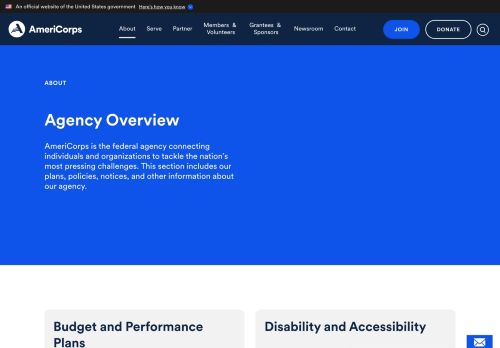 An official website of the United States government Here's how you know
AmeriCorps
About Serve Partner Members & Volunteers Grantees & Sponsors Newsroom Contact JOIN DONATE
ABOUT
Agency Overview
AmeriCorps is the federal agency connecting
individuals and organizations to tackle the nation's
most pressing challenges. This section includes our
plans, policies, notices, and other information about
our agency.
Budget and Performance
Plans
Disability and Accessibility